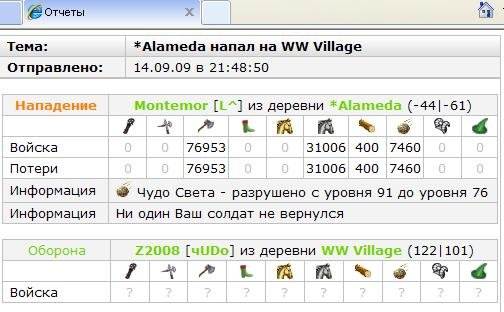 Отчеты
Тема: *Alameda напал на WW Village
Отправлено: 14.09.09 в 21:48:50
Нападение Montemor [L^] из деревни *Alameda (-44|-61)
Войска 0 0 76953 0 0 31006 400 7460 0 0
Потери 0 0 76953 0 0 31006 400 7460 0 0
Информация Чудо Света - разрушено с уровня 91 до уровня 76
Информация Ни один Ваш солдат не вернулся
Оборона Z2008 [чUDo] из деревни WW Village (122|101)
Войска ? ? ? ? ? ? ? ? ? ?